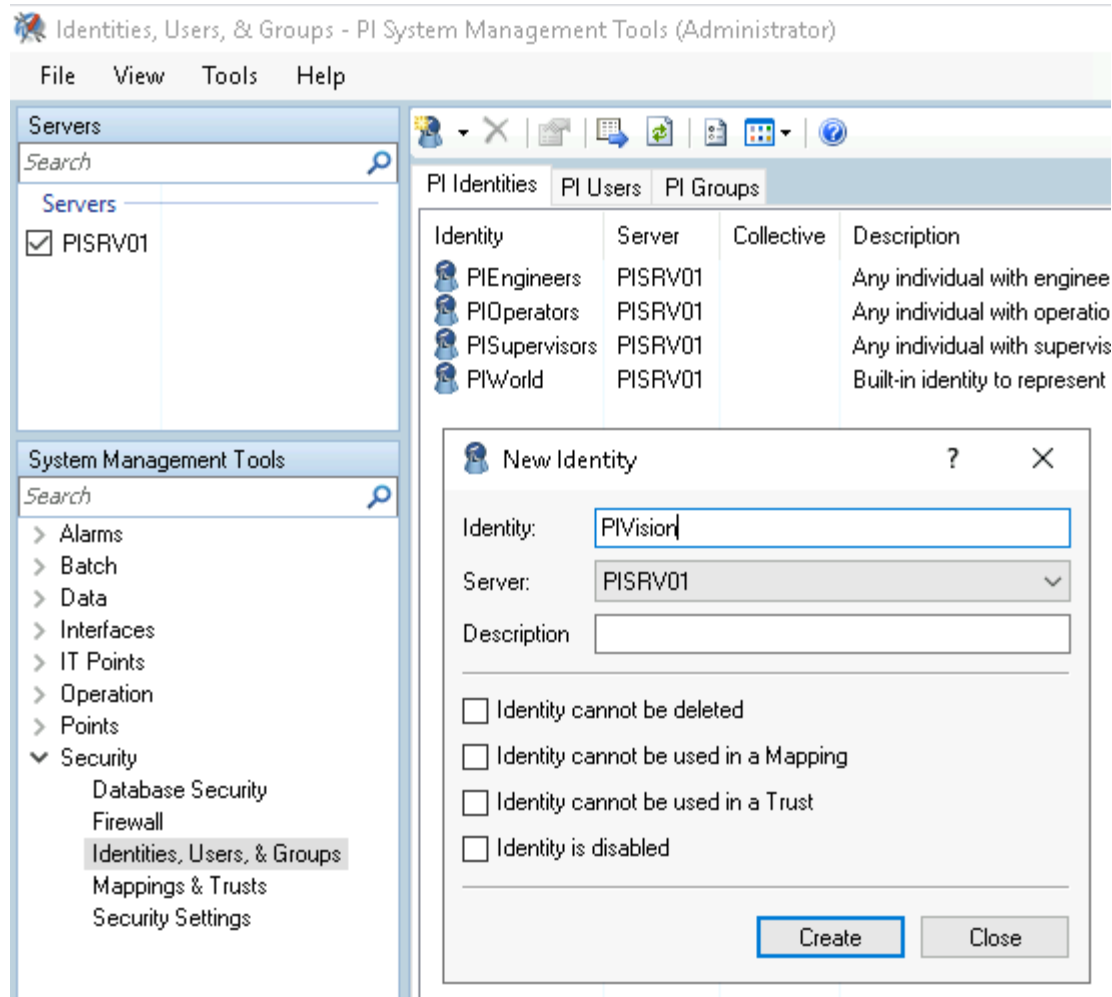 Identities, Users, & Groups - PI System Management Tools (Administrator)
File View Tools Help
Servers
Search
Servers
PISRV01
PI Identities PI Users PI Groups
Identity Server Collective Description
PIEngineers PISRV01 Any individual with enginee
PIOperators PISRV01 Any individual with operatio
PISupervisors PISRV01 Any individual with supervis
PIWorld PISRV01 Built-in identity to represent
System Management Tools
Search
Alarms
Batch
Data
Interfaces
IT Points
Operation
Points
Security
Database Security
Firewall
Identities, Users, & Groups
Mappings & Trusts
Security Settings
New Identity
Identity: PIVision
Server: PISRV01
Description
Identity cannot be deleted
Identity cannot be used in a Mapping
Identity cannot be used in a Trust
Identity is disabled
Create Close